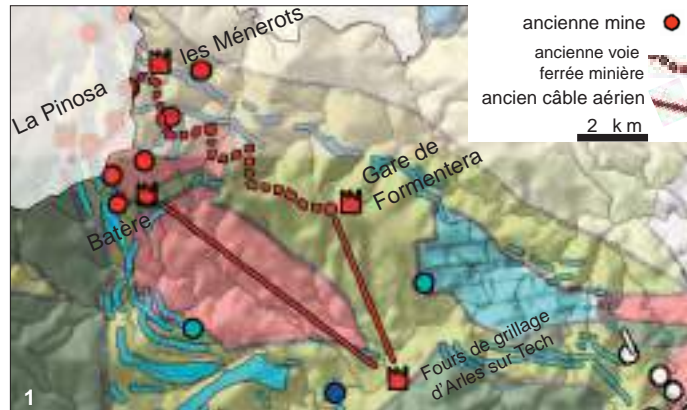 ancienne mine
ancienne voie
ferrée minière
ancien câble aérien
2 km
les Ménerots
La Pinosa
Gare de
Formentera
Batère
Fours de grillage
d'Arles sur Tech
1